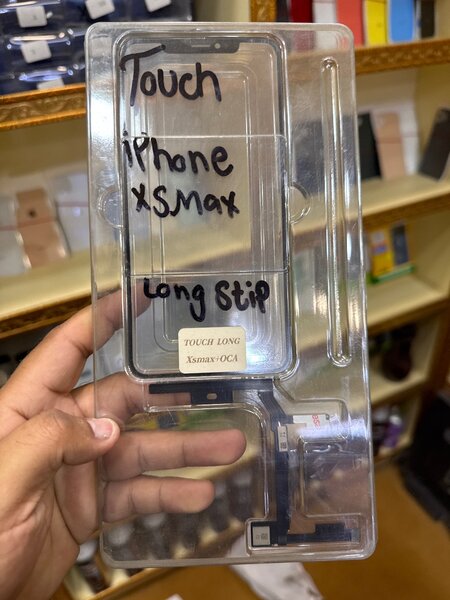 Touch
iPhone
XSMax
Long Stip
TOUCH LONG
Xsmax+OCA